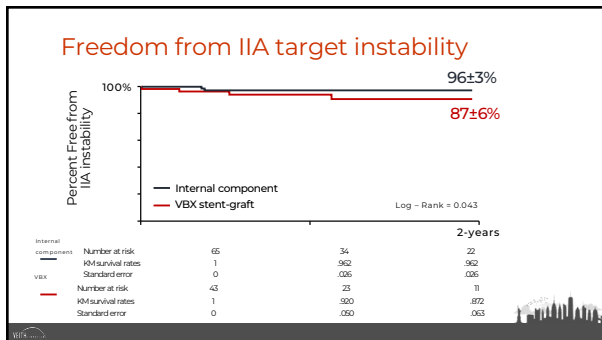 Freedom from IIA target instability
96±3%
100%
87±6%
Percent Free from
IIA instability
Internal component
VBX stent-graft
Log – Rank = 0.043
2-years
Internal
component
Number at risk 65 34 22
KM survival rates 1 .962 .962
Standard error 0 .026 .026
VBX
Number at risk 43 23 11
KM survival rates 1 .920 .872
Standard error 0 .050 .063
VEITH